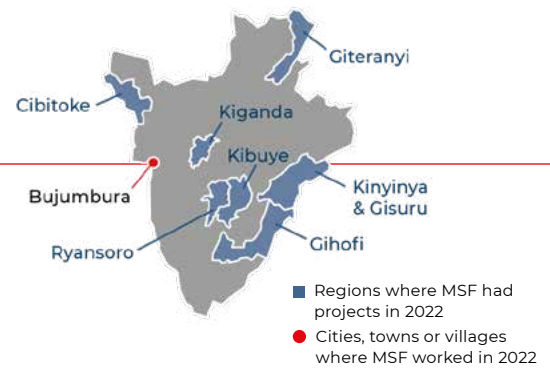 Giteranyi
Cibitoke
Kiganda
Kibuye
Bujumbura
Kinyinya
& Gisuru
Ryansoro
Gihofi
Regions where MSF had
projects in 2022
Cities, towns or villages
where MSF worked in 2022